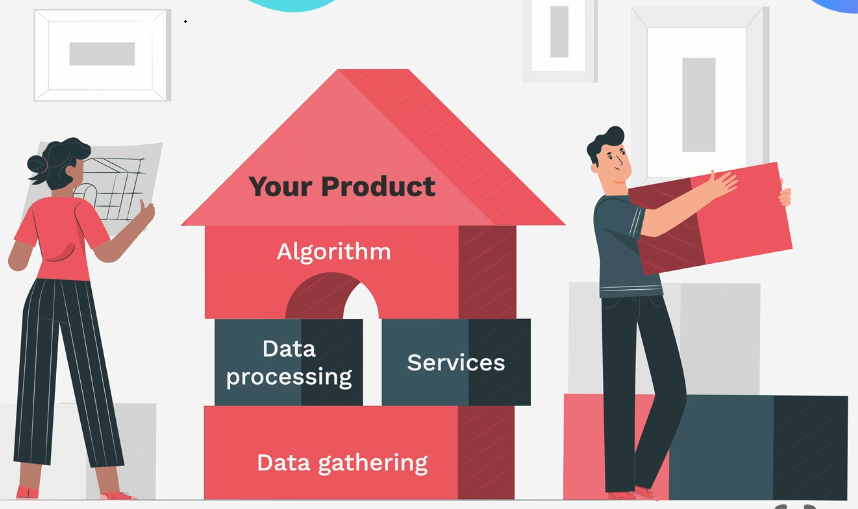 Your Product
Algorithm
Data
processing
Services
Data gathering